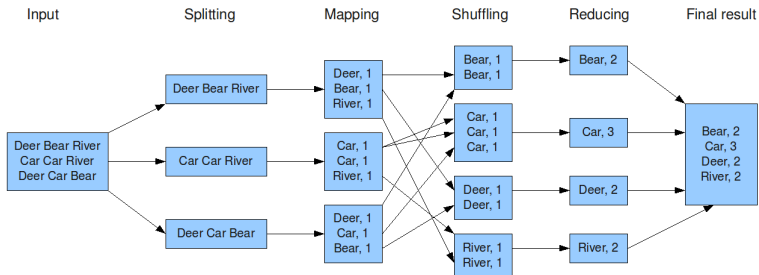 Input
Splitting
Mapping
Shuffling
Reducing
Final result
Deer Bear River
Car Car River
Deer Car Bear
Deer Bear River
Car Car River
Deer Car Bear
Deer, 1
Bear, 1
River, 1
Car, 1
Car, 1
River, 1
Deer, 1
Car, 1
Bear, 1
Bear, 1
Bear, 1
Car, 1
Car, 1
Car, 1
Deer, 1
Deer, 1
River, 1
River, 1
Bear, 2
Car, 3
Deer, 2
River, 2
Bear, 2
Car, 3
Deer, 2
River, 2